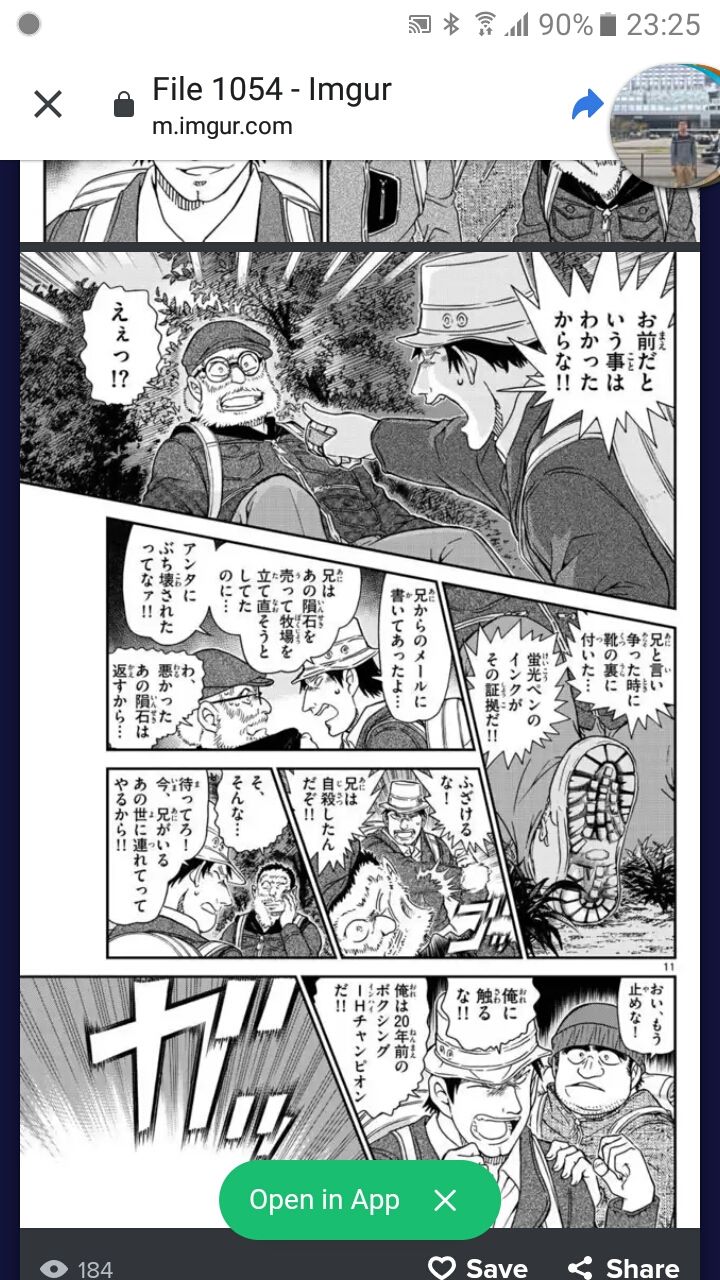 90% 23:25
File 1054 - Imgur
m.imgur.com
お前だと
いう事は
わかった
からな!!
えぇっ!?
兄と言い
争った時に
靴の裏に
付いた…
蛍光ペンの
インクが
その証拠だ!!
兄からのメールに
書いてあったよ…
兄は
あの隕石を
売って牧場を
立て直そうと
してた
のに…
アンタに
ぶち壊された
ってなァ!!
わ、
悪かった
あの隕石は
返すから…
ふざける
な!
兄は
自殺したん
だぞ!!
ゴッ
そ、
そんな…
待ってろ!
今、兄がいる
あの世に連れてって
やるから!!
11
おい、もう
止めな!
俺に
触る
な!!
俺は20年前の
ボクシング
IHチャンピオン
だ!!
ガッ
Open in App
184
Save
Share